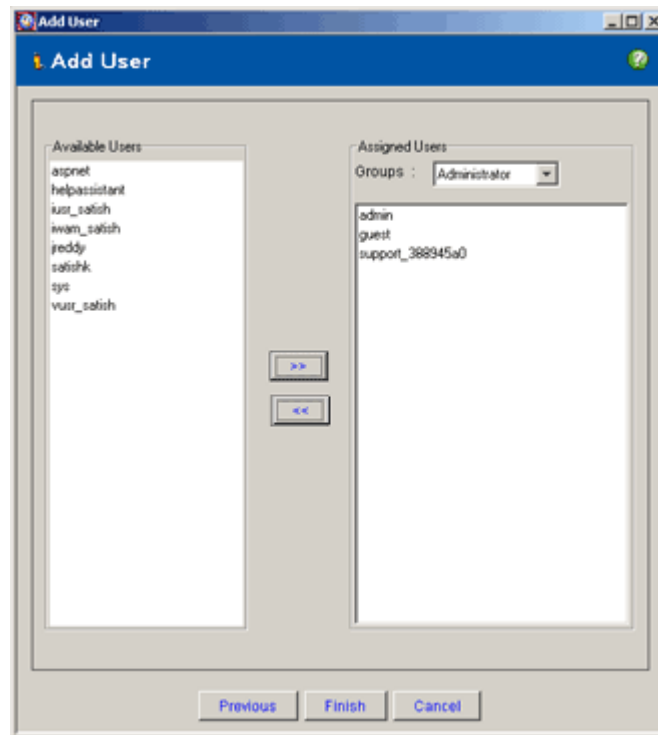 Add User
Add User
Available Users
aspnet
helpassistant
iusr_satish
iwam_satish
jreddy
satishk
sys
vusr_satish
>>
<<
Assigned Users
Groups : Administrator
admin
guest
support_388945a0
Previous Finish Cancel